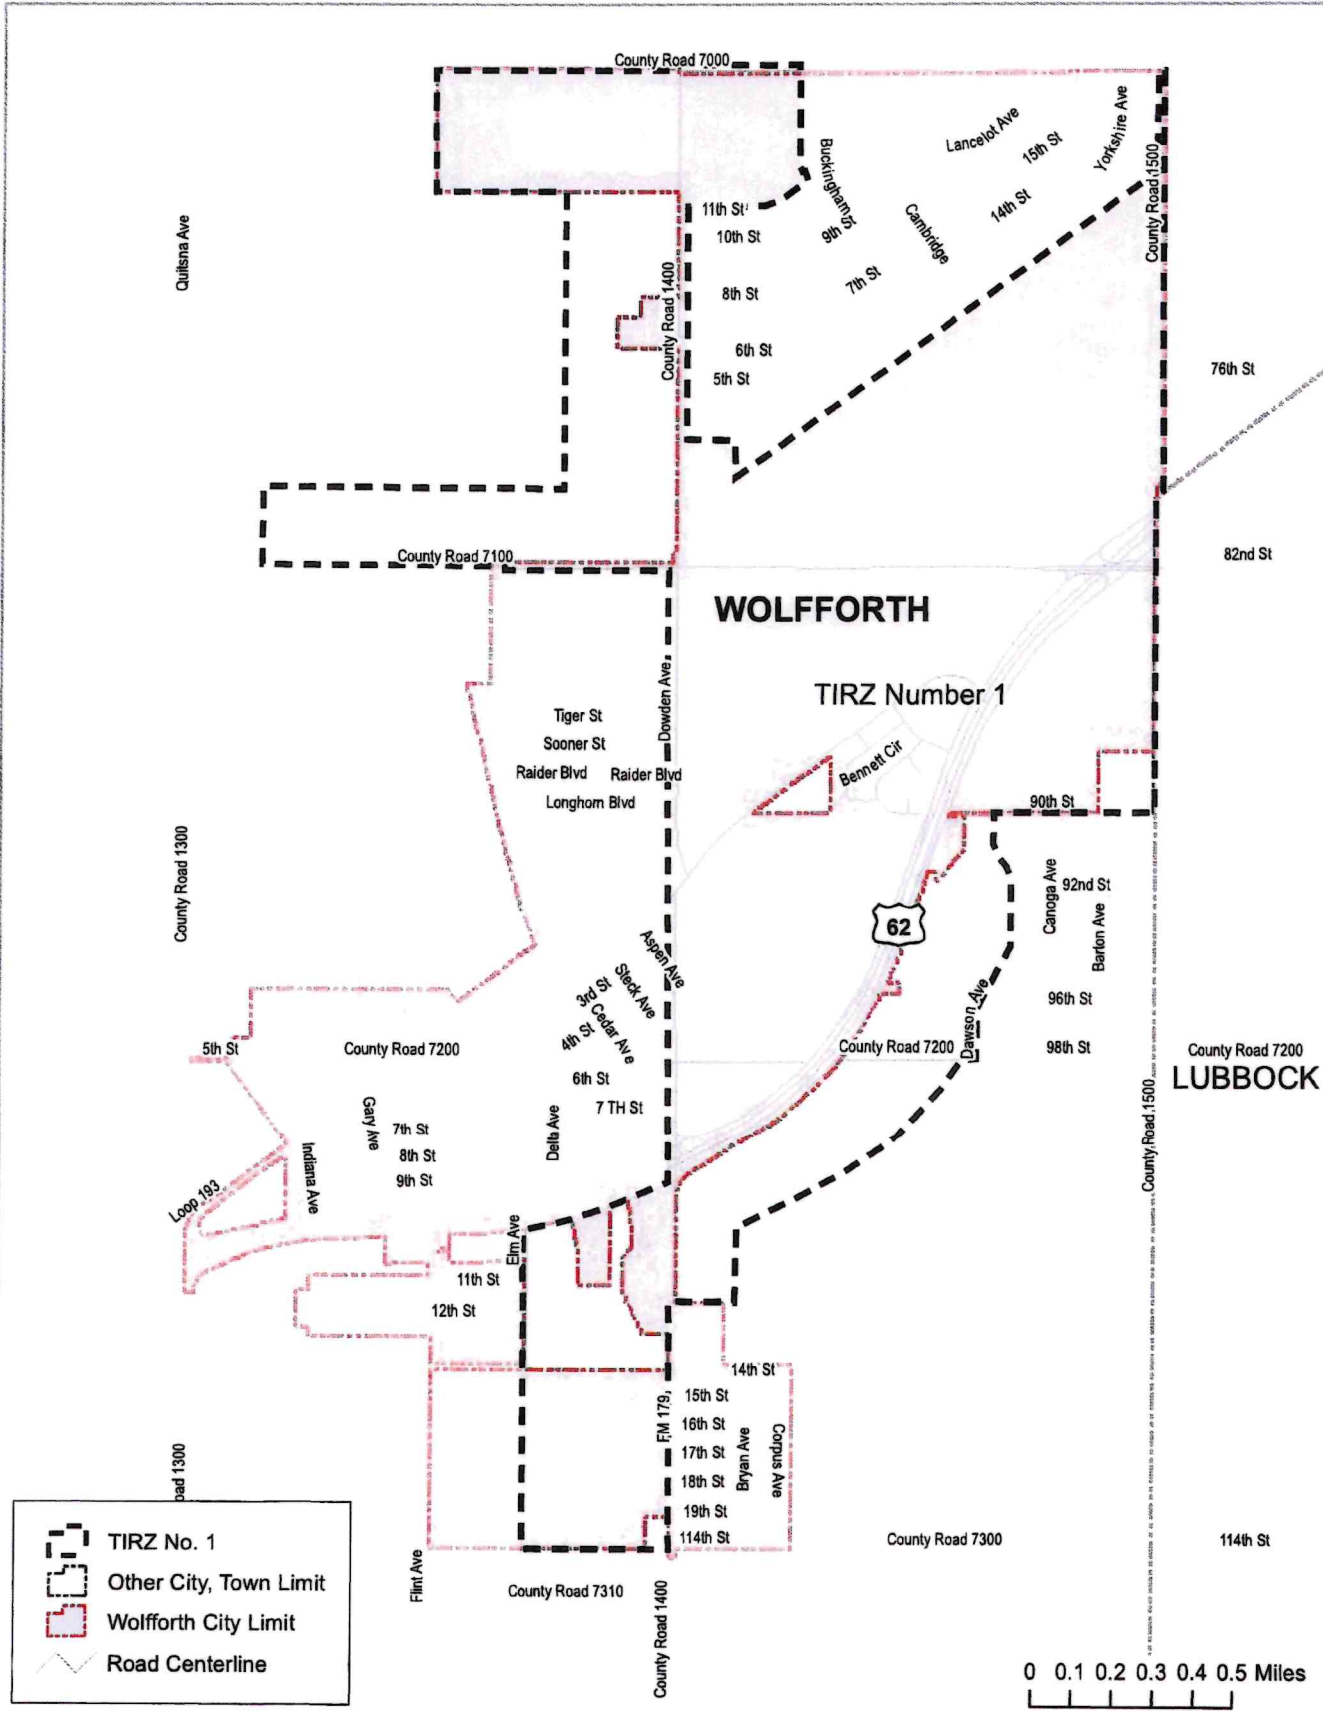 County Road 7000
Lancelot Ave
15th St
Yorkshire Ave
County Road 1500
Buckingham
11th St
10th St
9th St
Cambridge
14th St
Quitsna Ave
County Road 1400
8th St
7th St
6th St
5th St
76th St
County Road 7100
82nd St
WOLFFORTH
TIRZ Number 1
Dowden Ave
Tiger St
Sooner St
Raider Blvd
Raider Blvd
Longhorn Blvd
Bennett Cir
90th St
County Road 1300
Canoga Ave
92nd St
Barton Ave
62
Aspen Ave
Steck Ave
3rd St
Cedar Ave
4th St
Dawson Ave
96th St
5th St
County Road 7200
County Road 7200
98th St
County Road 7200
LUBBOCK
6th St
7 TH St
Gary Ave
7th St
8th St
9th St
Delta Ave
Indiana Ave
Loop 193
County Road 1500
Elm Ave
11th St
12th St
14th St
15th St
16th St
17th St
18th St
19th St
114th St
FM 179
Bryan Ave
Corpus Ave
oad 1300
County Road 7300
114th St
Flint Ave
County Road 7310
County Road 1400
TIRZ No. 1
Other City, Town Limit
Wolfforth City Limit
Road Centerline
0 0.1 0.2 0.3 0.4 0.5 Miles